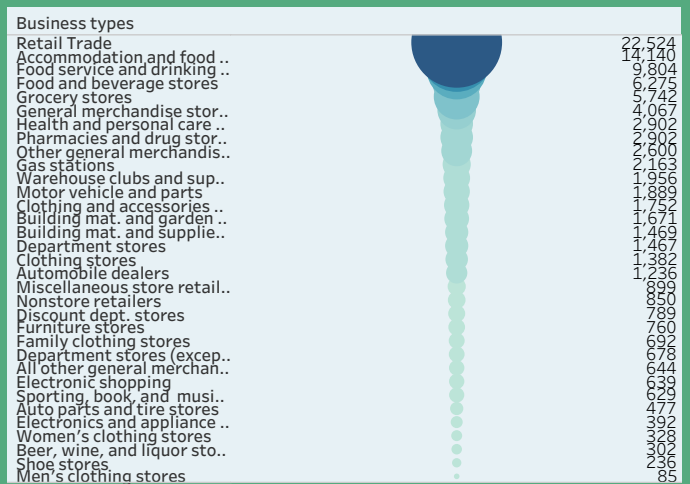 Business types
Retail Trade 22,524
Accommodation and food .. 14,140
Food service and drinking .. 9,804
Food and beverage stores 6,275
Grocery stores 5,742
General merchandise stor.. 4,067
Health and personal care .. 2,902
Pharmacies and drug stor.. 2,902
Other general merchandis.. 2,600
Gas stations 2,163
Warehouse clubs and sup.. 1,956
Motor vehicle and parts 1,889
Clothing and accessories .. 1,752
Building mat. and garden .. 1,671
Building mat. and supplie.. 1,469
Department stores 1,467
Clothing stores 1,382
Automobile dealers 1,236
Miscellaneous store retail.. 899
Nonstore retailers 850
Discount dept. stores 789
Furniture stores 760
Family clothing stores 692
Department stores (excep.. 678
All other general merchan.. 644
Electronic shopping 639
Sporting, book, and musi.. 629
Auto parts and tire stores 477
Electronics and appliance .. 392
Women's clothing stores 328
Beer, wine, and liquor sto.. 302
Shoe stores 236
Men's clothing stores 85